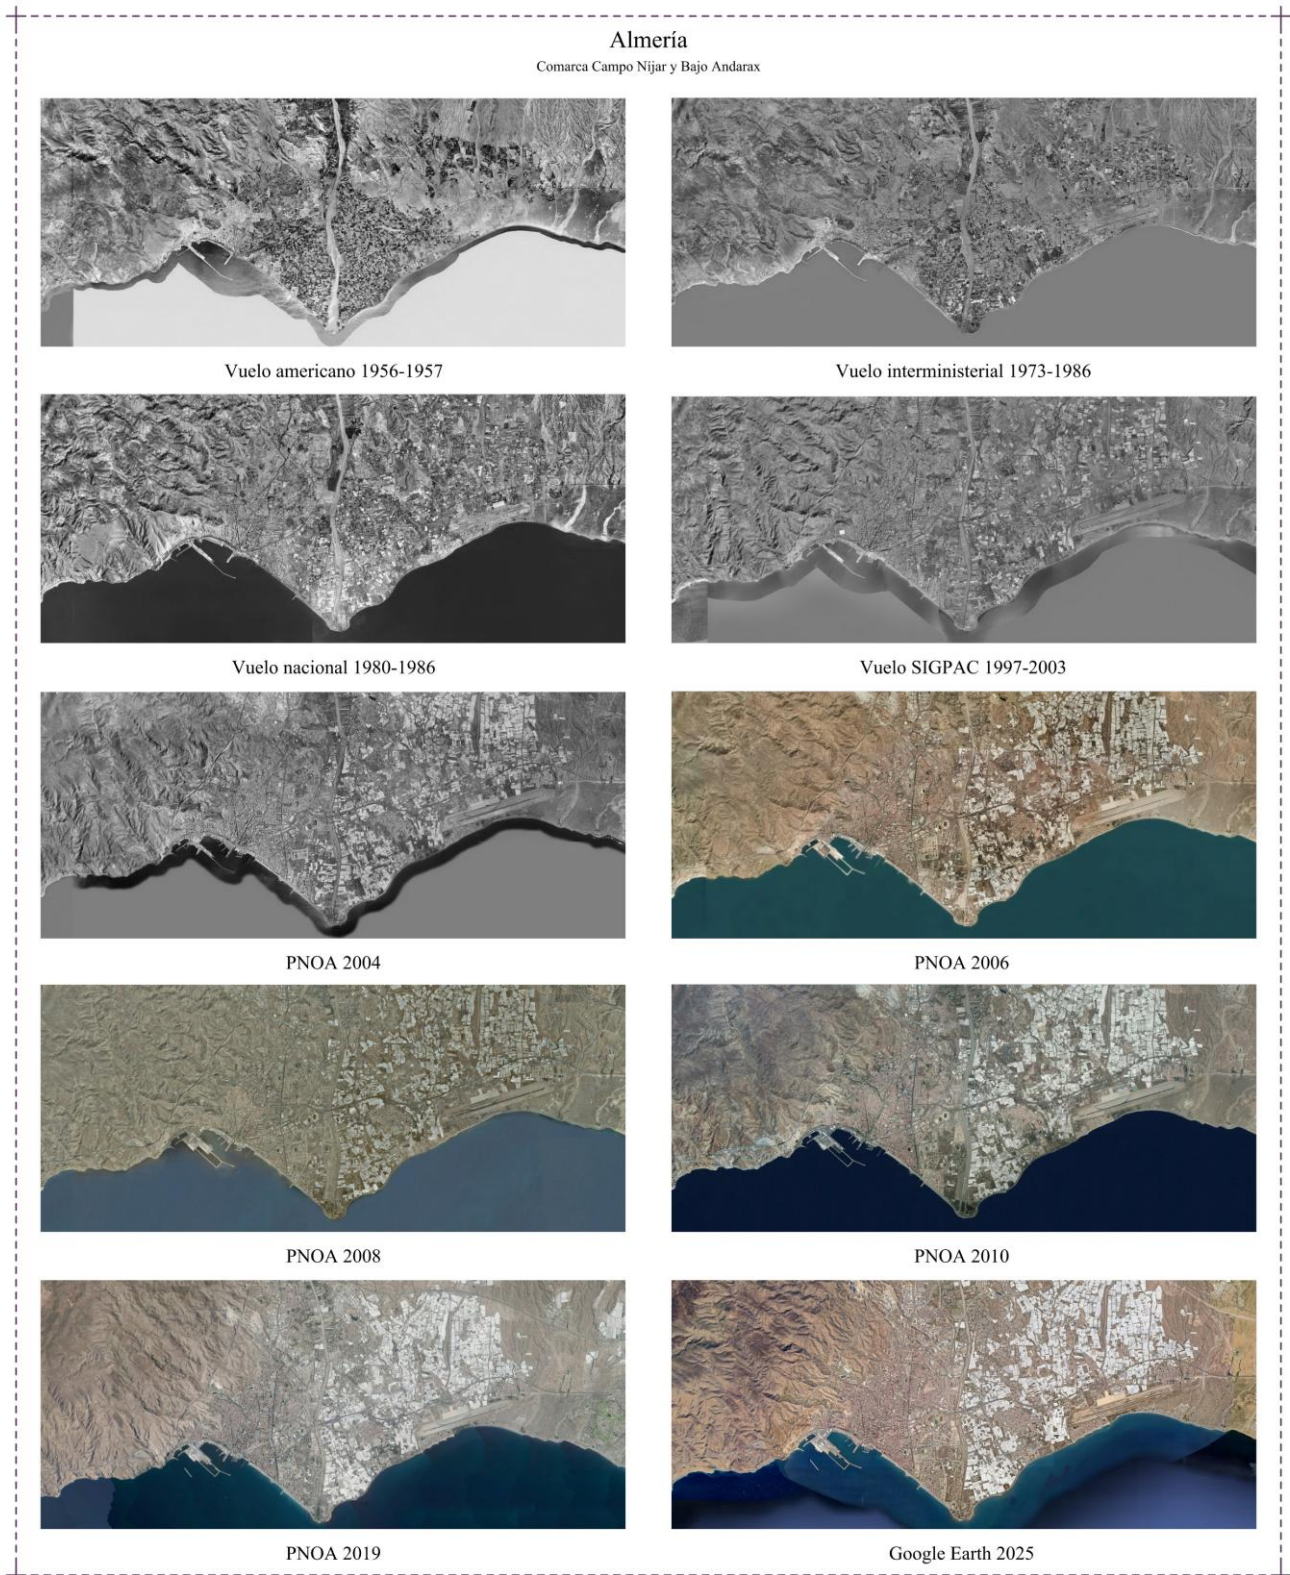 Almería
Comarca Campo Níjar y Bajo Andarax
Vuelo americano 1956-1957
Vuelo interministerial 1973-1986
Vuelo nacional 1980-1986
Vuelo SIGPAC 1997-2003
PNOA 2004
PNOA 2006
PNOA 2008
PNOA 2010
PNOA 2019
Google Earth 2025